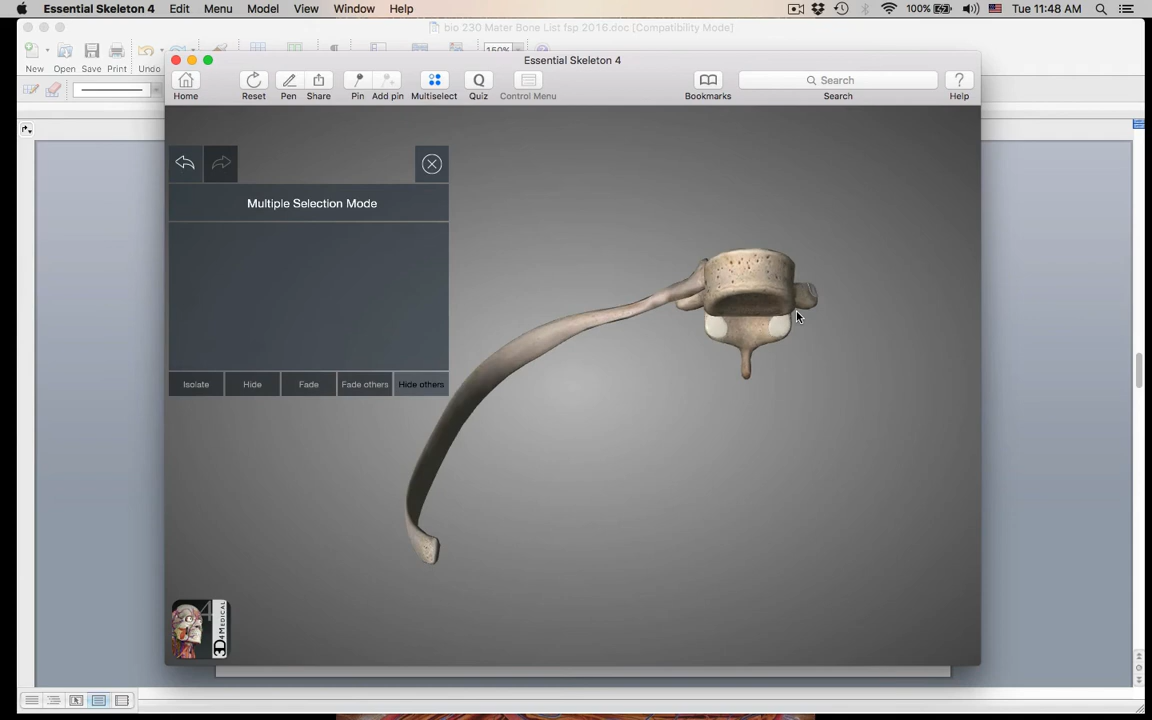 Essential Skeleton 4 Edit Menu Model View Window Help 100% Tue 11:48 AM
bio 230 Mater Bone List fsp 2016.doc [Compatibility Mode]
150%
New Open Save Print Undo
Essential Skeleton 4
Search
Home Reset Pen Share Pin Add pin Multiselect Quiz Control Menu Bookmarks Search Help
Multiple Selection Mode
Isolate Hide Fade Fade others Hide others
4
3D4Medical